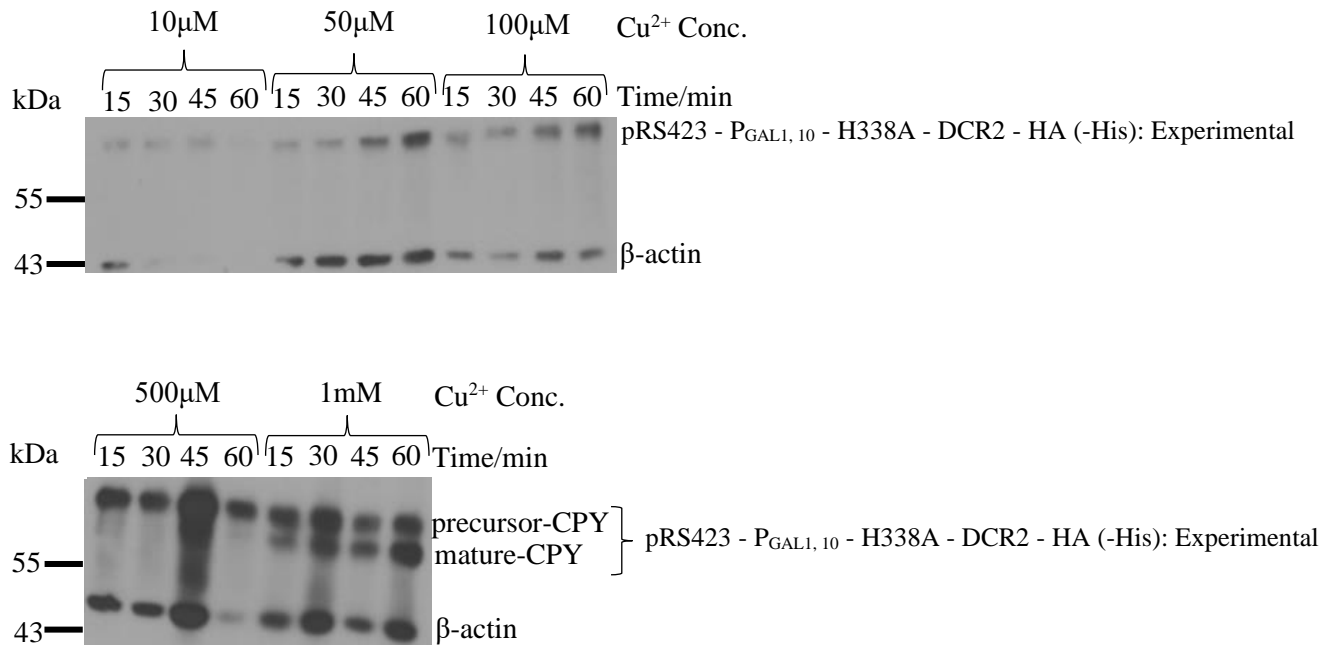 10μM 50μM 100μM Cu²⁺ Conc.
kDa 15 30 45 60 15 30 45 60 15 30 45 60 Time/min
pRS423 - P_GAL1, 10 - H338A - DCR2 - HA (-His): Experimental
55
43 β-actin
500μM 1mM Cu²⁺ Conc.
kDa 15 30 45 60 15 30 45 60 Time/min
precursor-CPY
mature-CPY pRS423 - P_GAL1, 10 - H338A - DCR2 - HA (-His): Experimental
55
43 β-actin